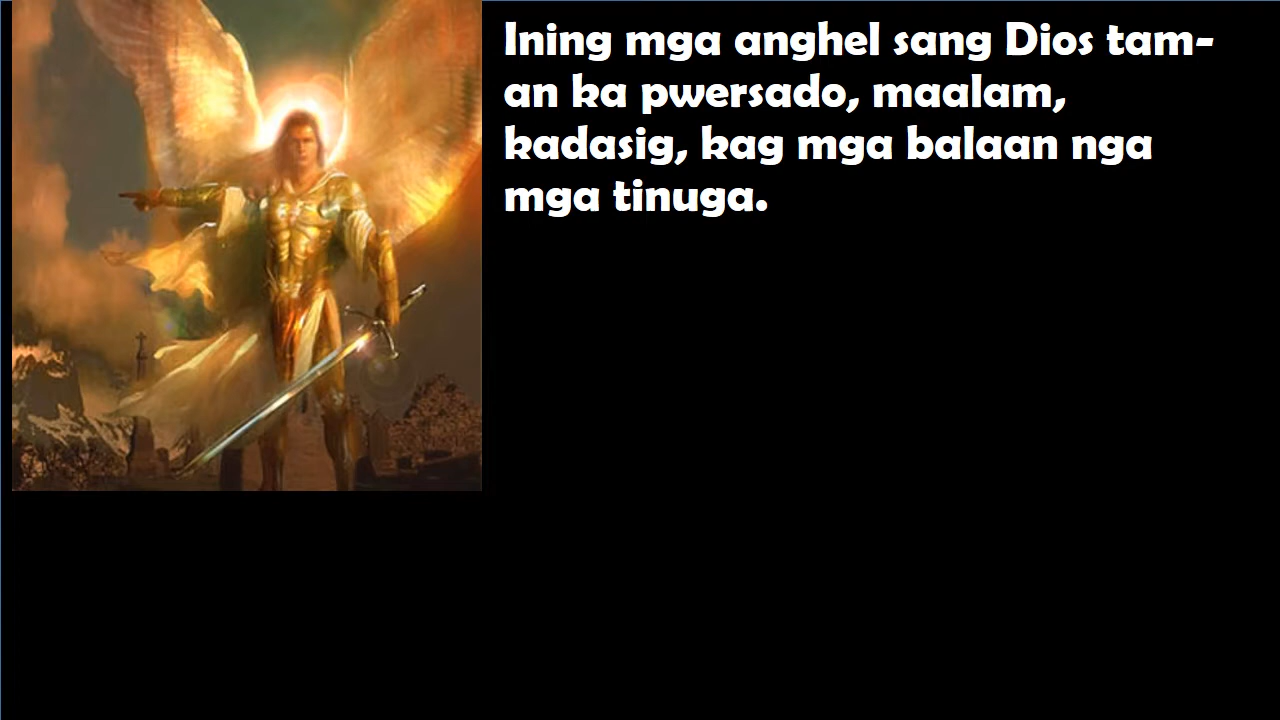 Ining mga anghel sang Dios tam-
an ka pwersado, maalam,
kadasig, kag mga balaan nga
mga tinuga.